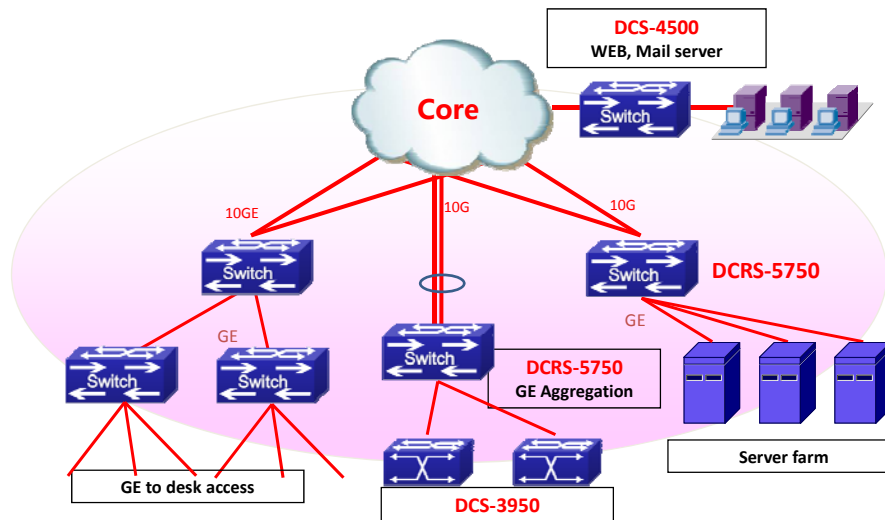 DCS-4500
WEB, Mail server
Core
Switch
10GE
10G
10G
Switch
Switch
DCRS-5750
GE
GE
Switch
Switch
Switch
DCRS-5750
GE Aggregation
Server farm
GE to desk access
DCS-3950